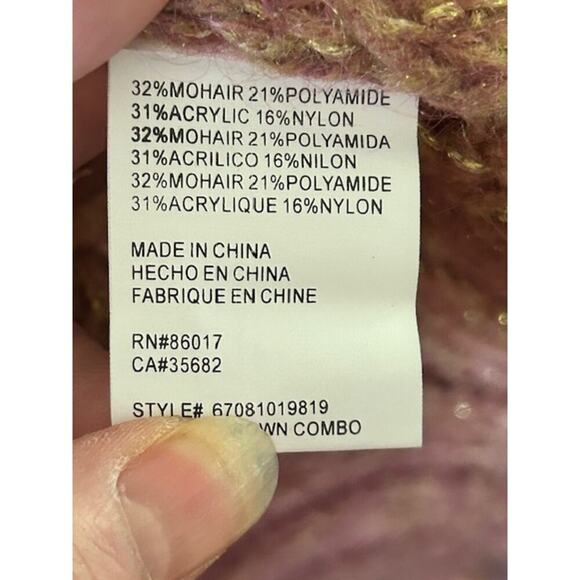 32%MOHAIR 21%POLYAMIDE
31%ACRYLIC 16%NYLON
32%MOHAIR 21%POLYAMIDA
31%ACRILICO 16%NILON
32%MOHAIR 21%POLYAMIDE
31%ACRYLIQUE 16%NYLON
MADE IN CHINA
HECHO EN CHINA
FABRIQUE EN CHINE
RN#86017
CA#35682
STYLE# 67081019819
COMBO